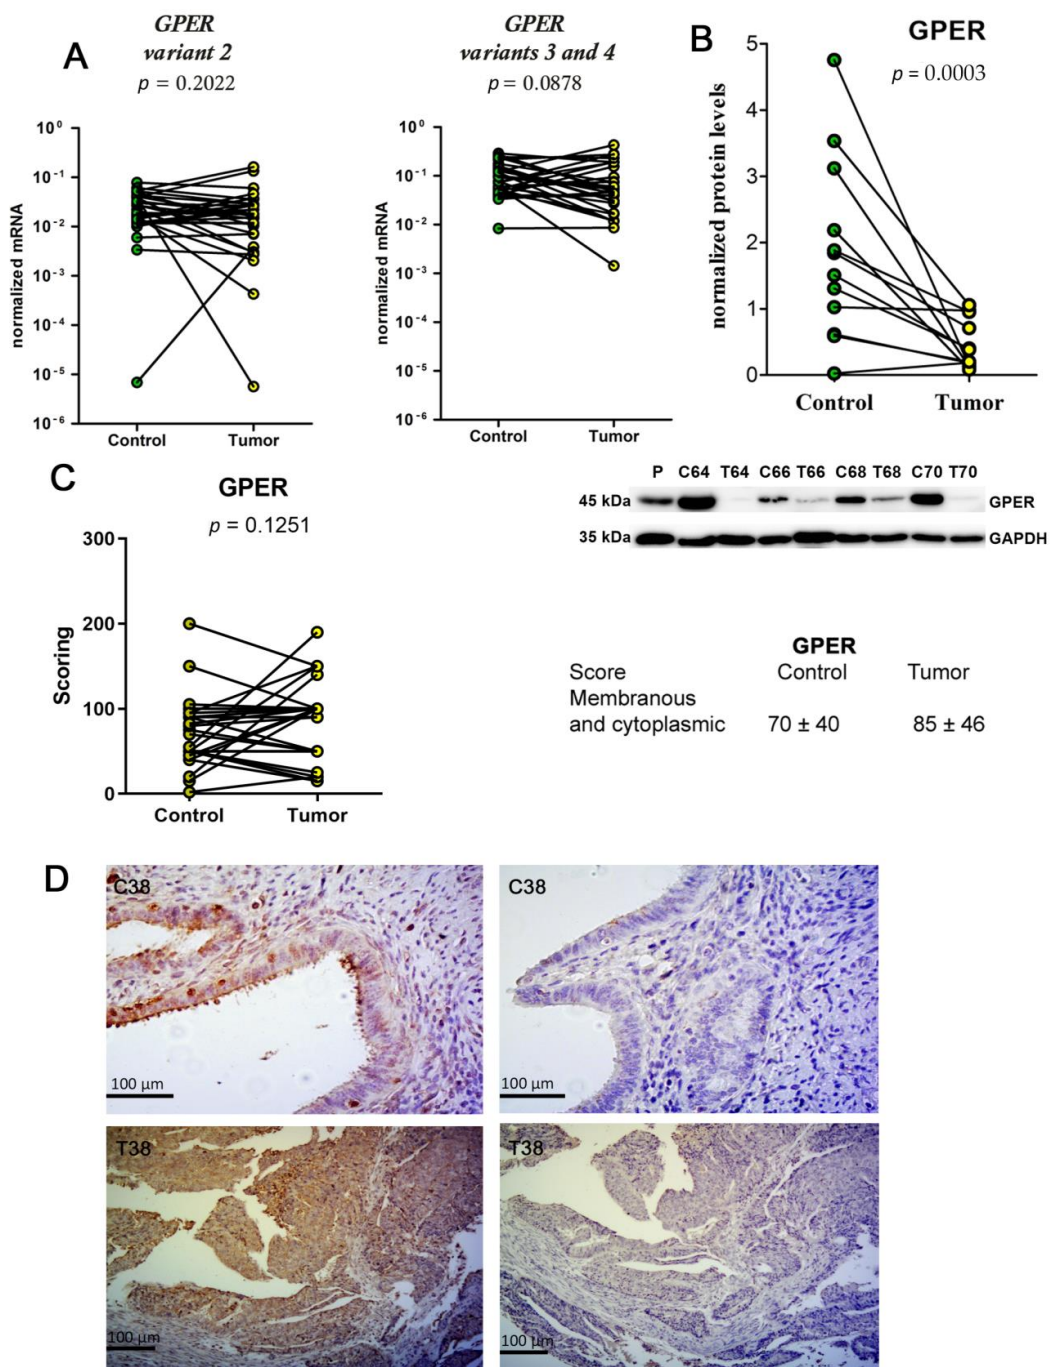 A
GPER
variant 2
p = 0.2022
normalized mRNA
10⁰
10⁻¹
10⁻²
10⁻³
10⁻⁴
10⁻⁵
10⁻⁶
Control Tumor
GPER
variants 3 and 4
p = 0.0878
normalized mRNA
10⁰
10⁻¹
10⁻²
10⁻³
10⁻⁴
10⁻⁵
10⁻⁶
Control Tumor
B
GPER
p = 0.0003
normalized protein levels
5
4
3
2
1
0
Control Tumor
P C64 T64 C66 T66 C68 T68 C70 T70
45 kDa GPER
35 kDa GAPDH
C
GPER
p = 0.1251
Scoring
300
200
100
0
Control Tumor
GPER
Score Control Tumor
Membranous
and cytoplasmic 70 ± 40 85 ± 46
D
C38
100 µm
C38
100 µm
T38
100 µm
T38
100 µm